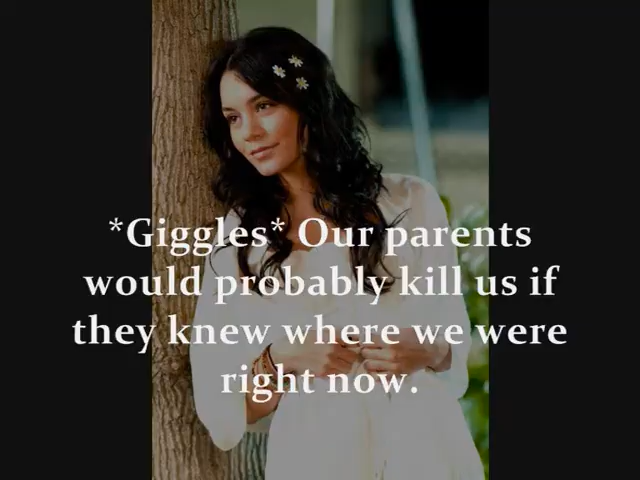 *Giggles* Our parents
would probably kill us if
they knew where we were
right now.